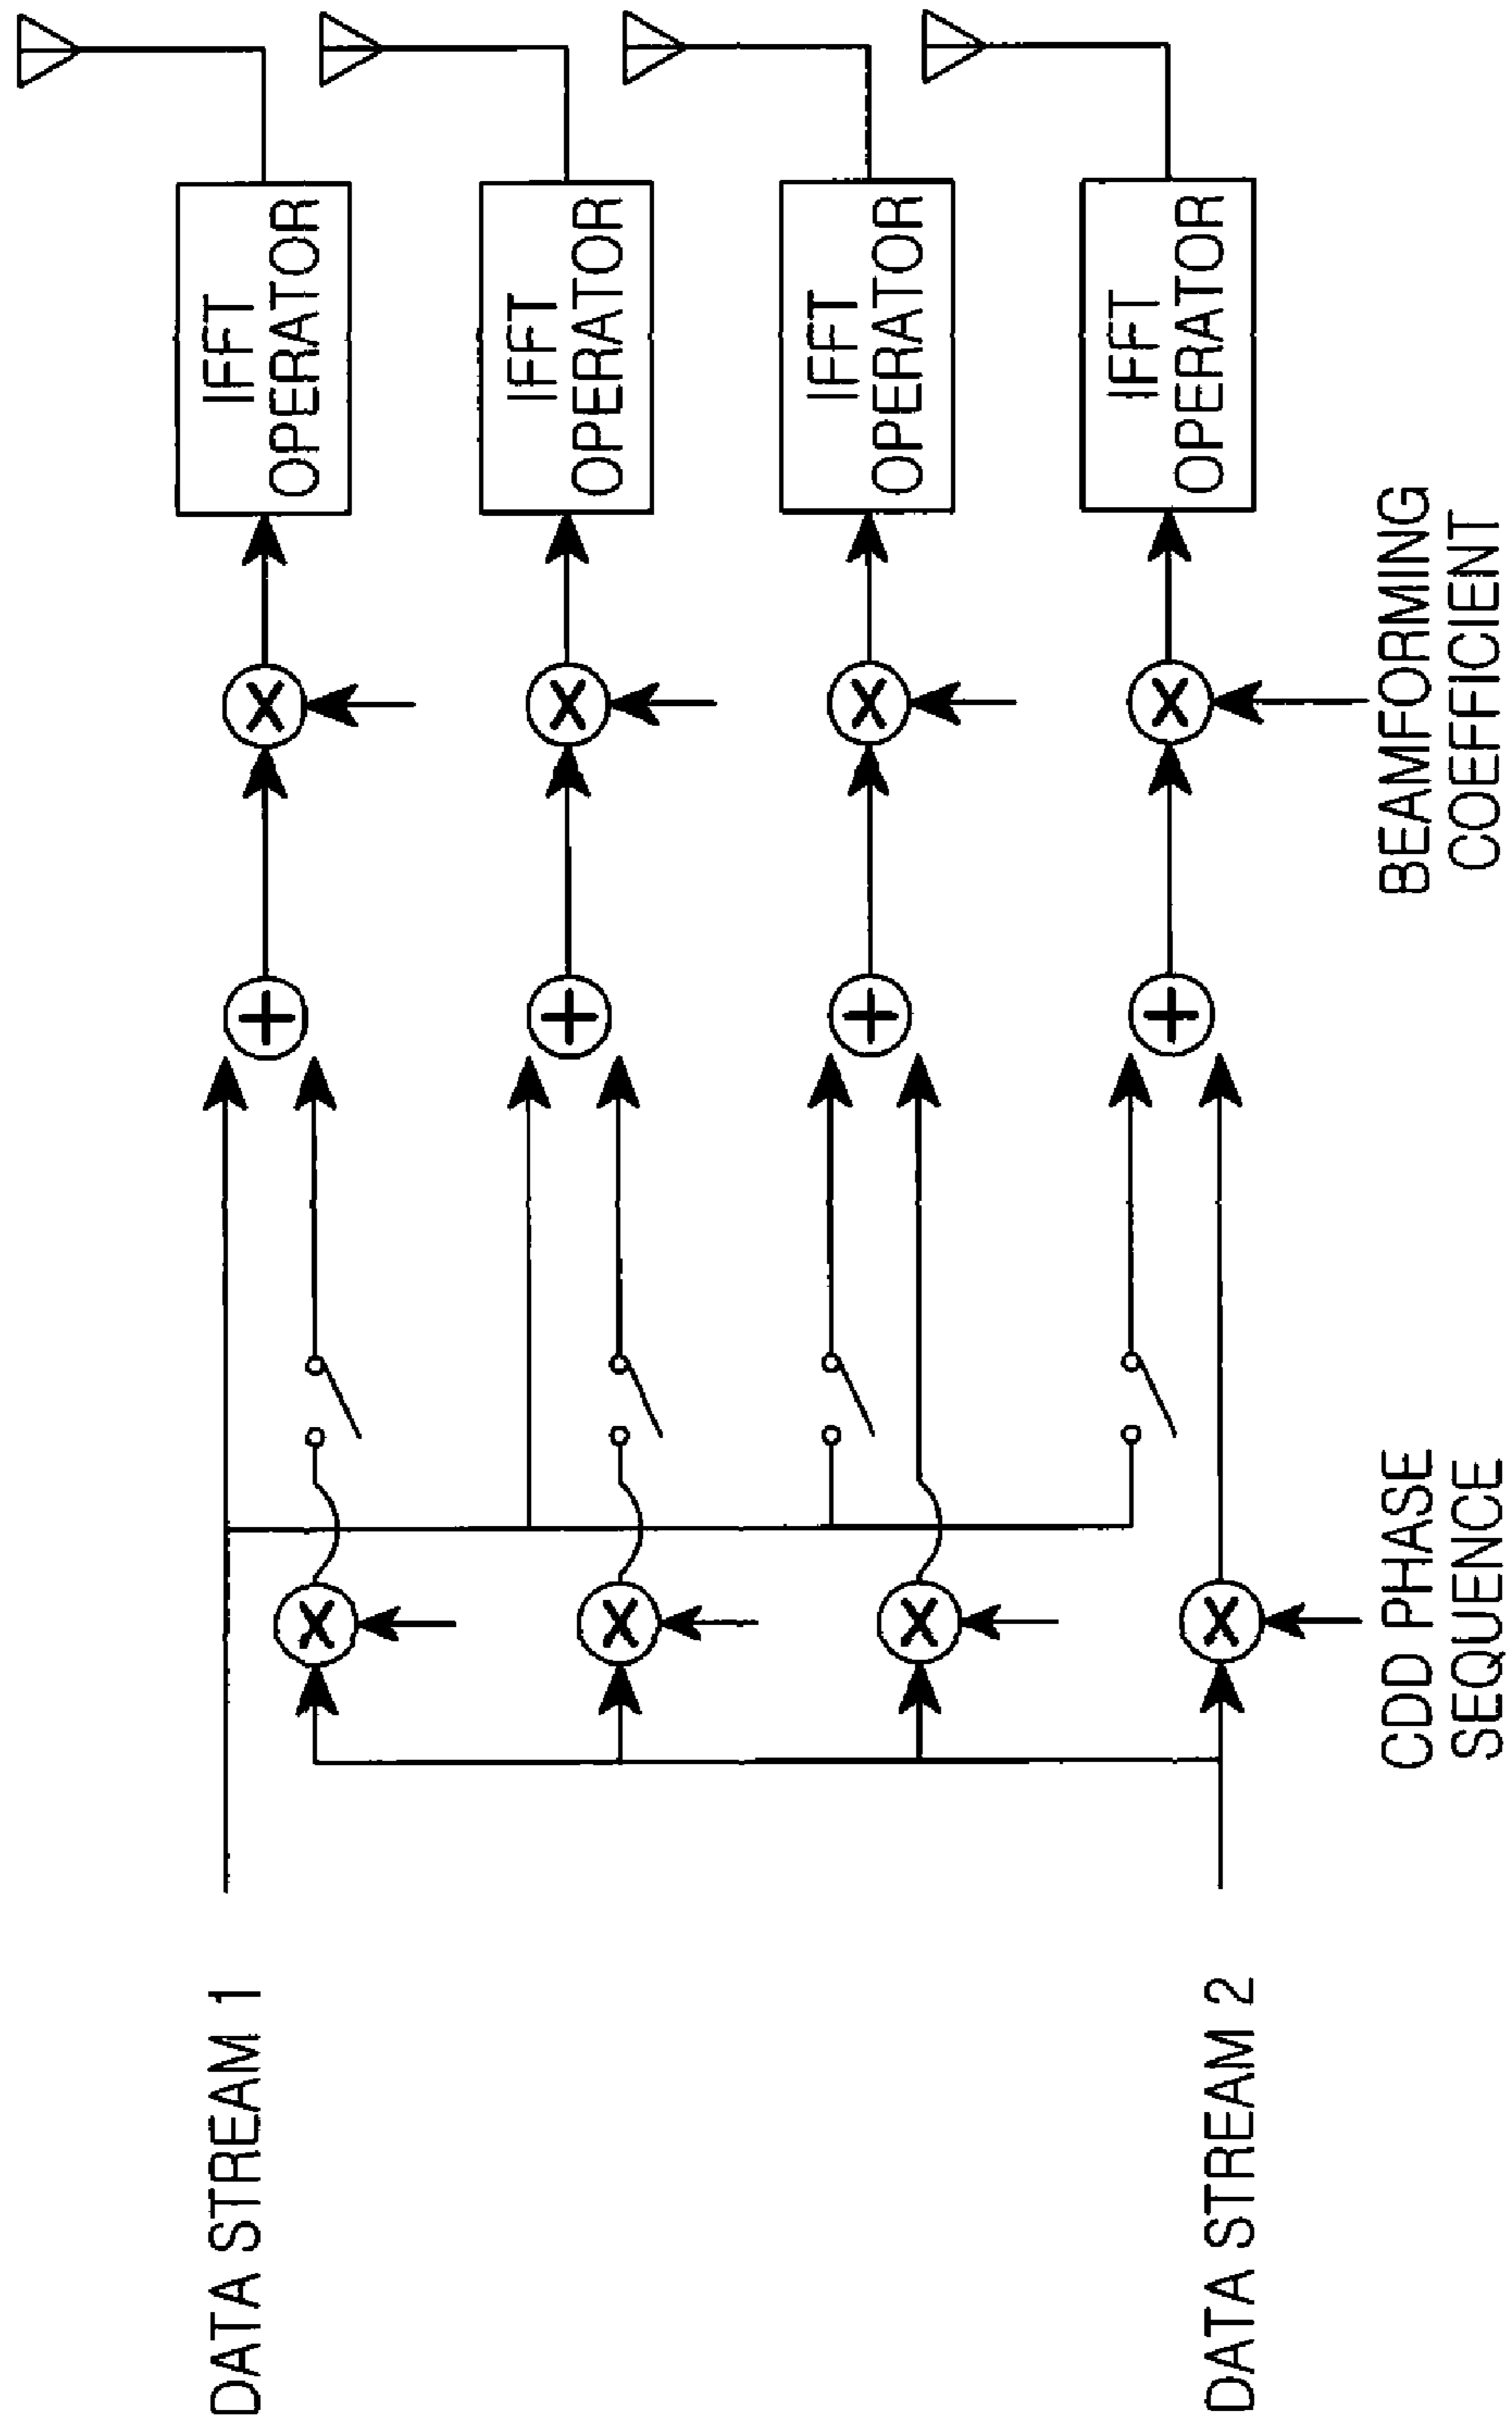 DATA STREAM 1
DATA STREAM 2
CDD PHASE
SEQUENCE
BEAMFORMING
COEFFICIENT
IFFT
OPERATOR
IFFT
OPERATOR
IFFT
OPERATOR
IFFT
OPERATOR